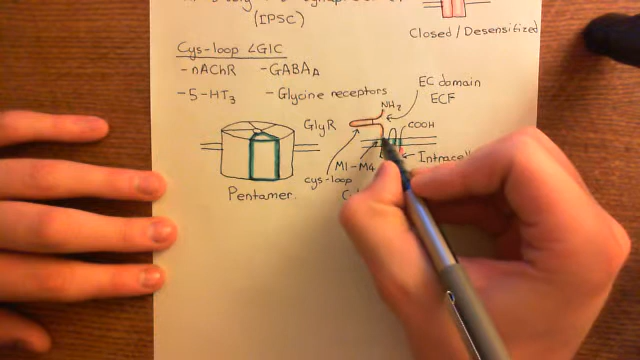 (IPSC)
Closed/Desensitized
Cys-loop LGIC
-nAChR -GABAA
-5-HT3 -Glycine receptors
EC domain
ECF
NH2
GlyR
COOH
M1-M4
Intracell
cys-loop
Pentamer.